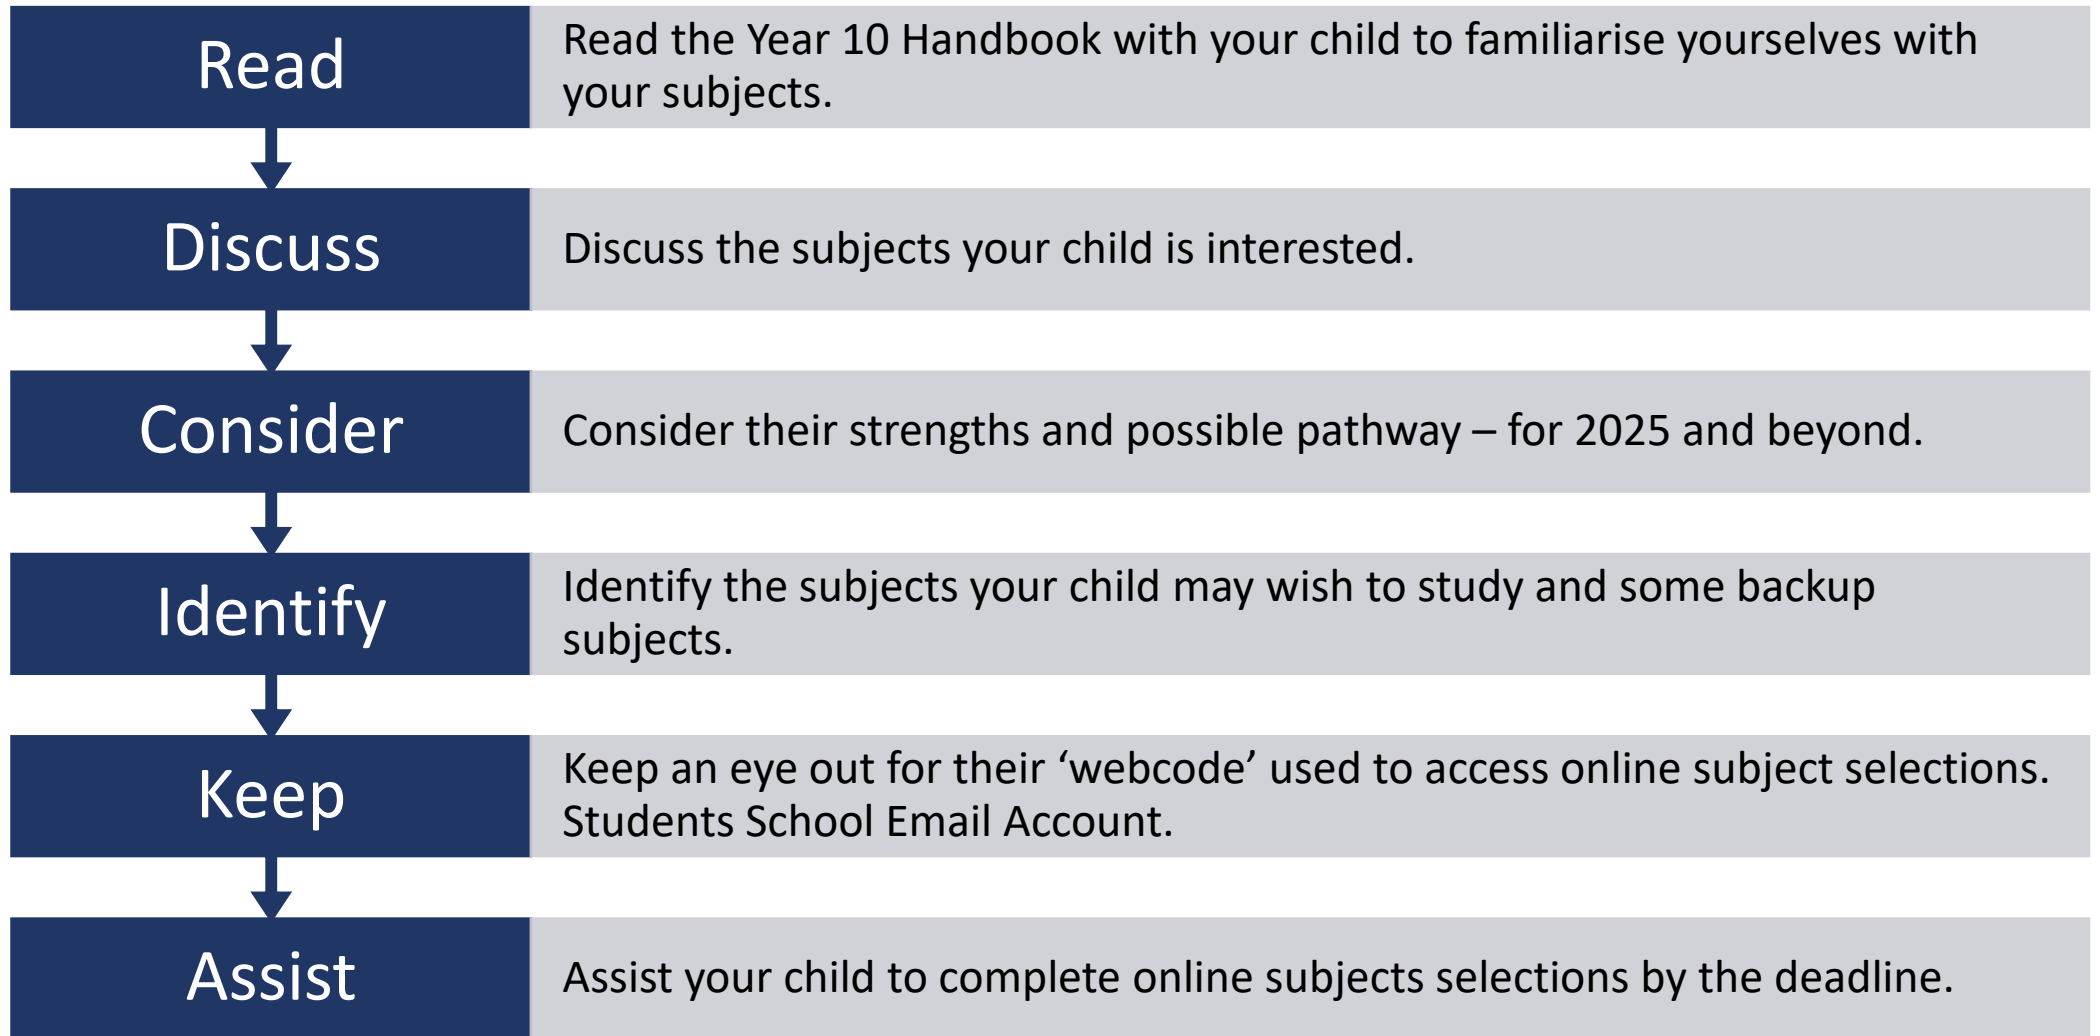 Read
Read the Year 10 Handbook with your child to familiarise yourselves with
your subjects.
Discuss
Discuss the subjects your child is interested.
Consider
Consider their strengths and possible pathway – for 2025 and beyond.
Identify
Identify the subjects your child may wish to study and some backup
subjects.
Keep
Keep an eye out for their ‘webcode’ used to access online subject selections.
Students School Email Account.
Assist
Assist your child to complete online subjects selections by the deadline.